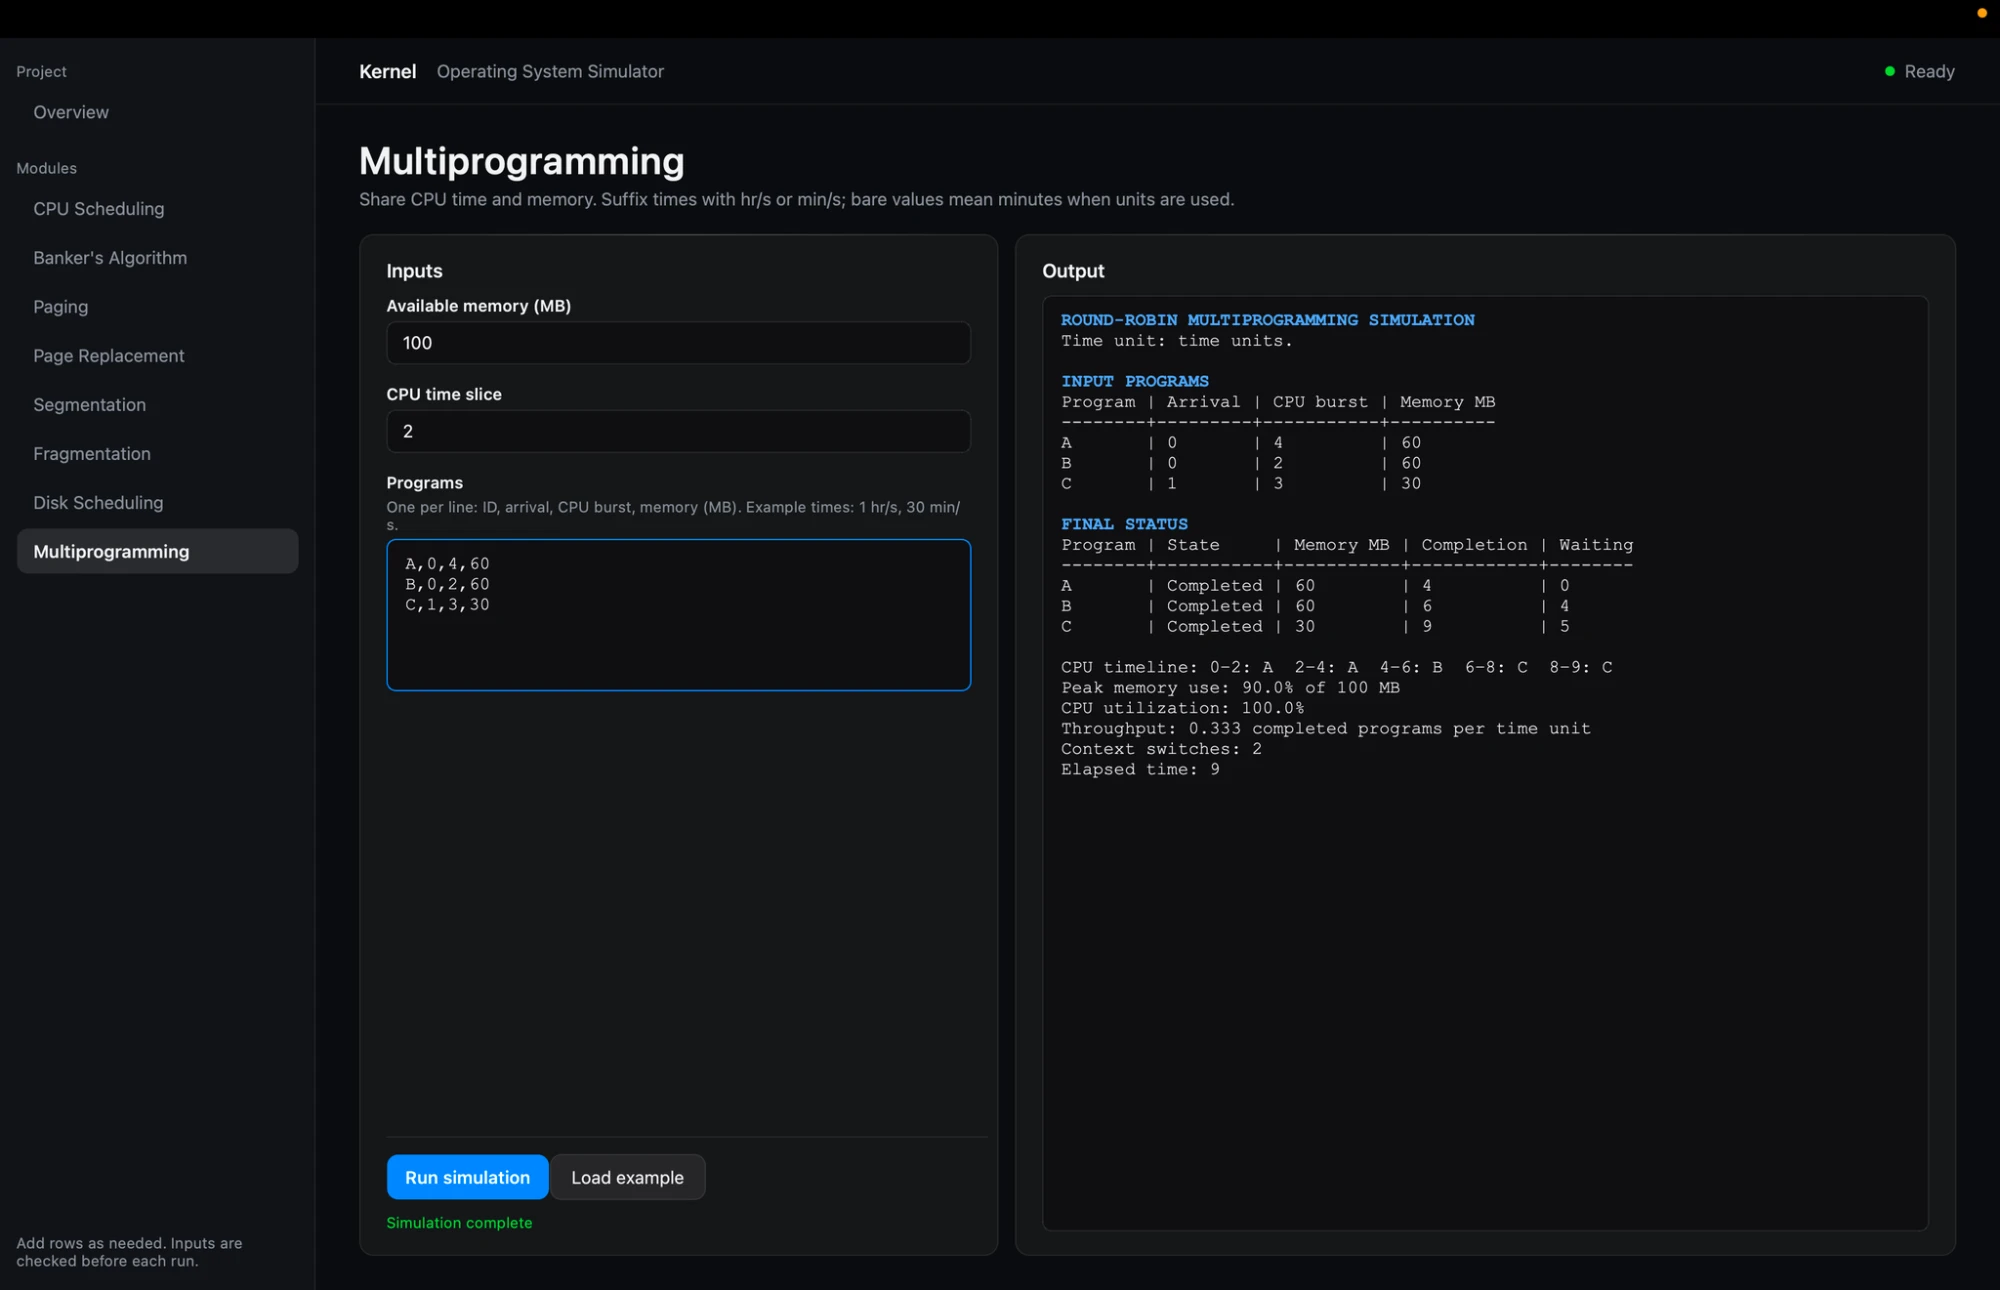 Project
Overview
Modules
CPU Scheduling
Banker's Algorithm
Paging
Page Replacement
Segmentation
Fragmentation
Disk Scheduling
Multiprogramming
Add rows as needed. Inputs are
checked before each run.
Kernel Operating System Simulator
Ready
Multiprogramming
Share CPU time and memory. Suffix times with hr/s or min/s; bare values mean minutes when units are used.
Inputs
Available memory (MB)
100
CPU time slice
2
Programs
One per line: ID, arrival, CPU burst, memory (MB). Example times: 1 hr/s, 30 min/
s.
A,0,4,60
B,0,2,60
C,1,3,30
Run simulation Load example
Simulation complete
Output
ROUND-ROBIN MULTIPROGRAMMING SIMULATION
Time unit: time units.
INPUT PROGRAMS
Program | Arrival | CPU burst | Memory MB
--------+---------+-----------+----------
A       | 0       | 4         | 60
B       | 0       | 2         | 60
C       | 1       | 3         | 30
FINAL STATUS
Program | State     | Memory MB | Completion | Waiting
--------+-----------+-----------+------------+--------
A       | Completed | 60        | 4          | 0
B       | Completed | 60        | 6          | 4
C       | Completed | 30        | 9          | 5
CPU timeline: 0-2: A  2-4: A  4-6: B  6-8: C  8-9: C
Peak memory use: 90.0% of 100 MB
CPU utilization: 100.0%
Throughput: 0.333 completed programs per time unit
Context switches: 2
Elapsed time: 9